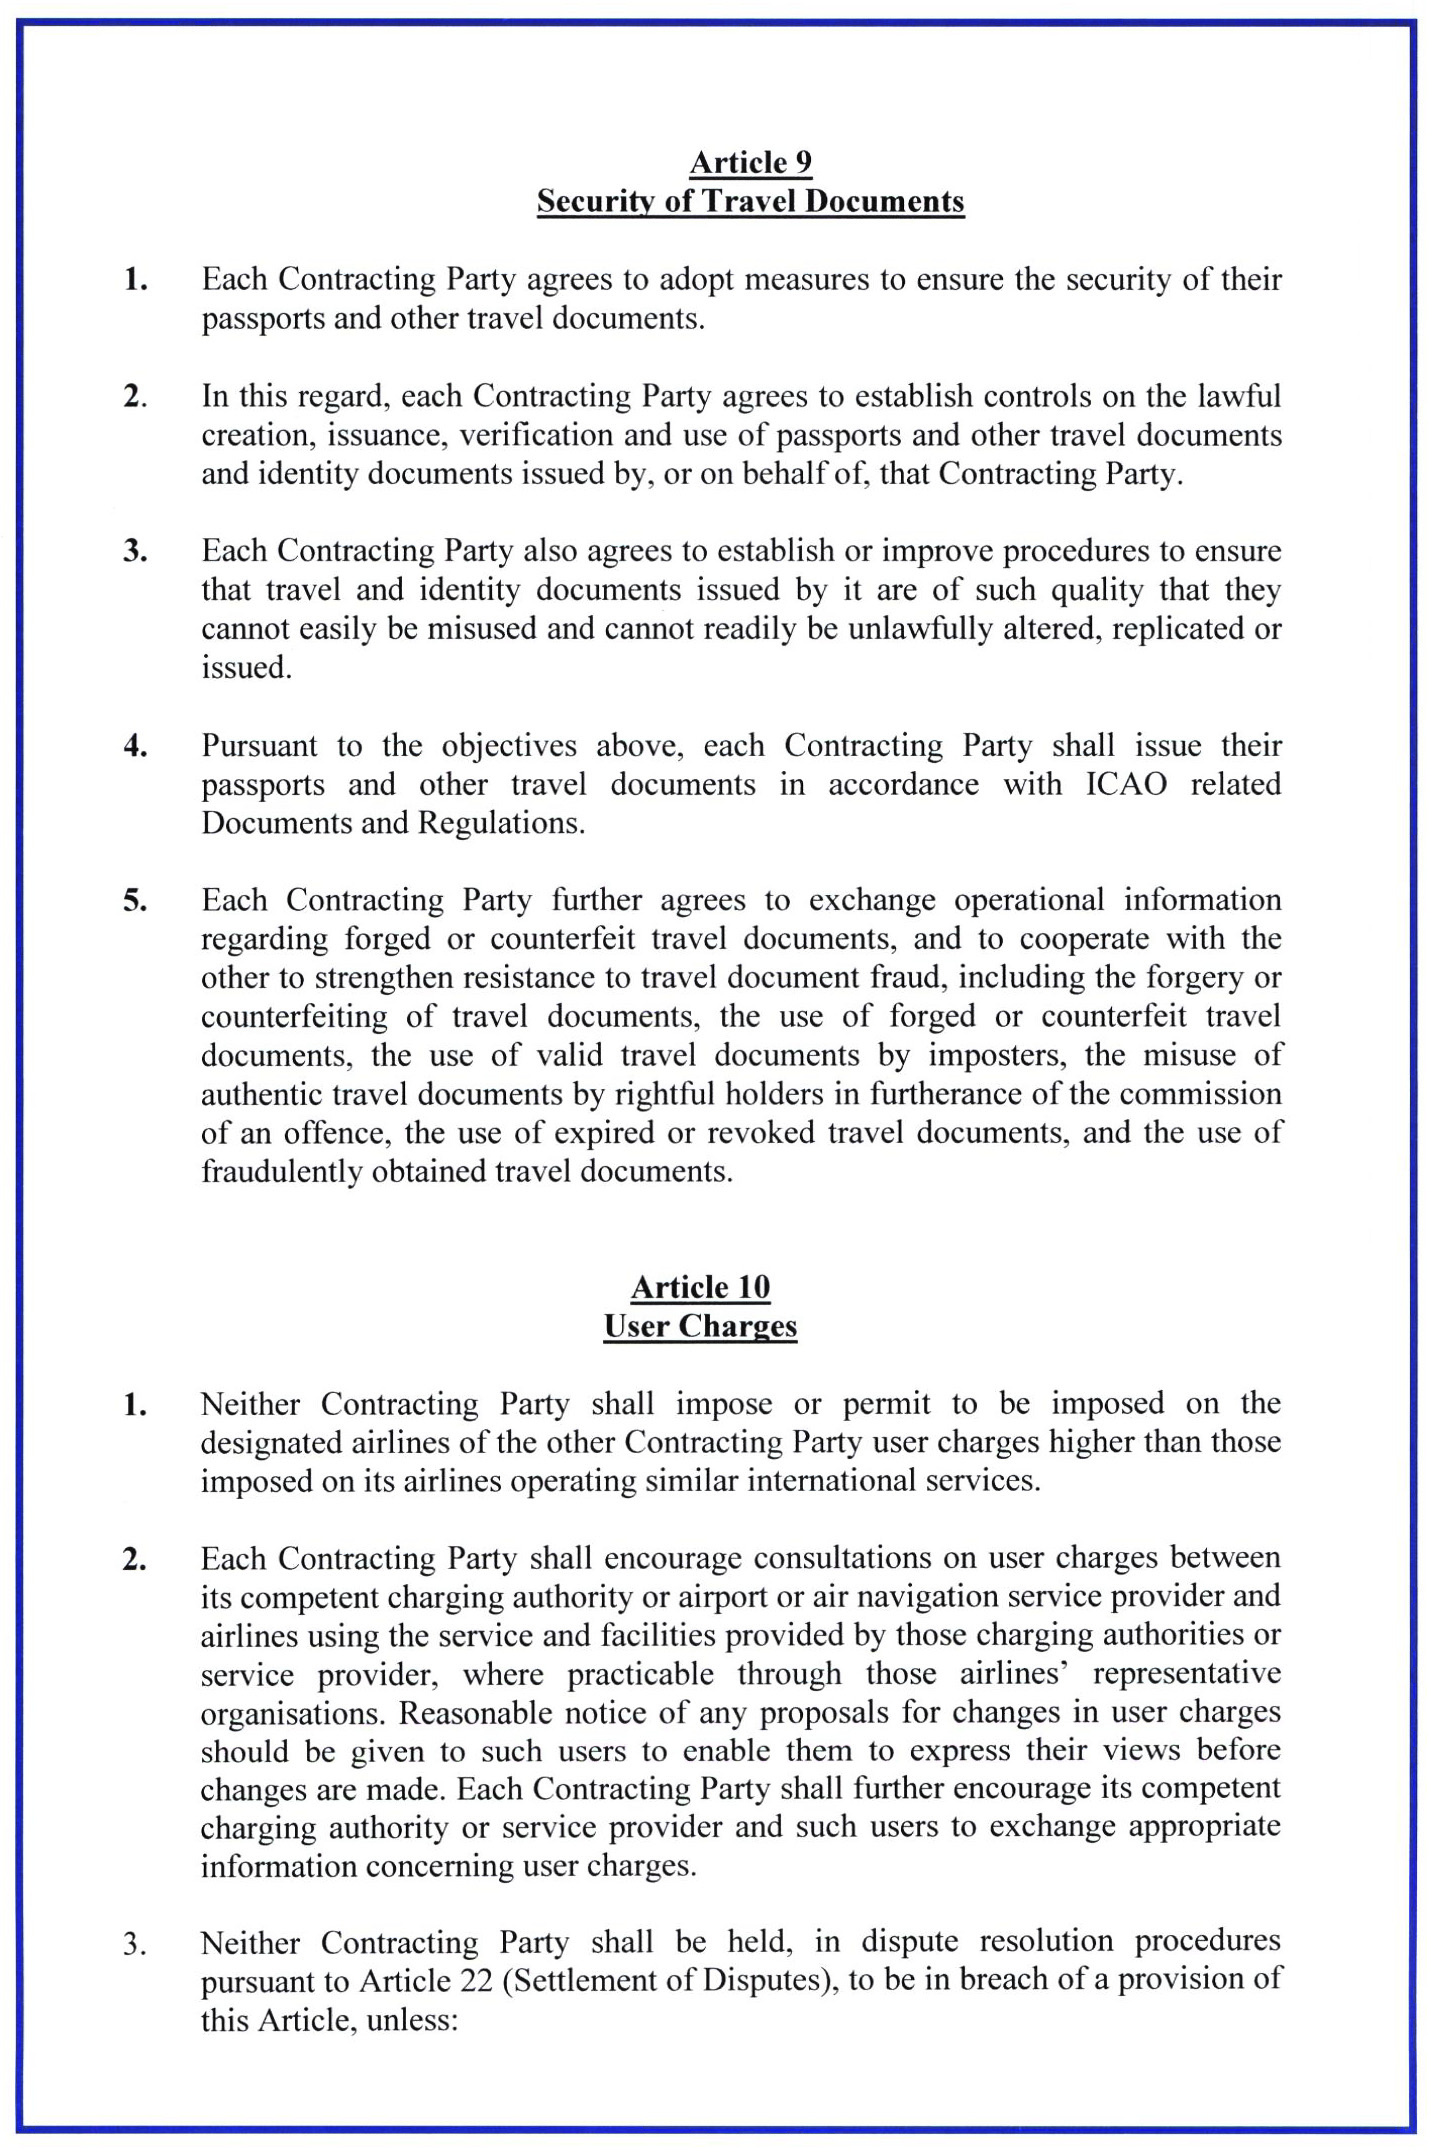 Article 9
Security of Travel Documents
1. Each Contracting Party agrees to adopt measures to ensure the security of their
passports and other travel documents.
2. In this regard, each Contracting Party agrees to establish controls on the lawful
creation, issuance, verification and use of passports and other travel documents
and identity documents issued by, or on behalf of, that Contracting Party.
3. Each Contracting Party also agrees to establish or improve procedures to ensure
that travel and identity documents issued by it are of such quality that they
cannot easily be misused and cannot readily be unlawfully altered, replicated or
issued.
4. Pursuant to the objectives above, each Contracting Party shall issue their
passports and other travel documents in accordance with ICAO related
Documents and Regulations.
5. Each Contracting Party further agrees to exchange operational information
regarding forged or counterfeit travel documents, and to cooperate with the
other to strengthen resistance to travel document fraud, including the forgery or
counterfeiting of travel documents, the use of forged or counterfeit travel
documents, the use of valid travel documents by imposters, the misuse of
authentic travel documents by rightful holders in furtherance of the commission
of an offence, the use of expired or revoked travel documents, and the use of
fraudulently obtained travel documents.
Article 10
User Charges
1. Neither Contracting Party shall impose or permit to be imposed on the
designated airlines of the other Contracting Party user charges higher than those
imposed on its airlines operating similar international services.
2. Each Contracting Party shall encourage consultations on user charges between
its competent charging authority or airport or air navigation service provider and
airlines using the service and facilities provided by those charging authorities or
service provider, where practicable through those airlines’ representative
organisations. Reasonable notice of any proposals for changes in user charges
should be given to such users to enable them to express their views before
changes are made. Each Contracting Party shall further encourage its competent
charging authority or service provider and such users to exchange appropriate
information concerning user charges.
3. Neither Contracting Party shall be held, in dispute resolution procedures
pursuant to Article 22 (Settlement of Disputes), to be in breach of a provision of
this Article, unless: